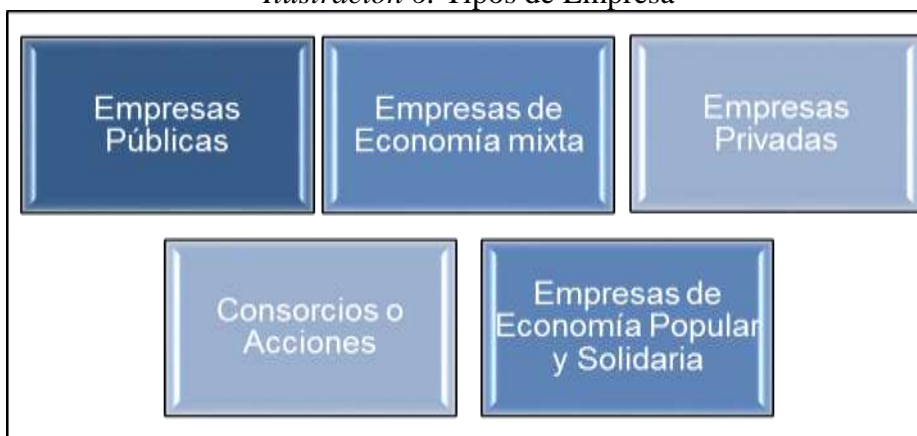 Ilustración 6. Tipos de Empresa
Empresas
Públicas
Empresas de
Economía mixta
Empresas
Privadas
Consorcios o
Acciones
Empresas de
Economía Popular
y Solidaria